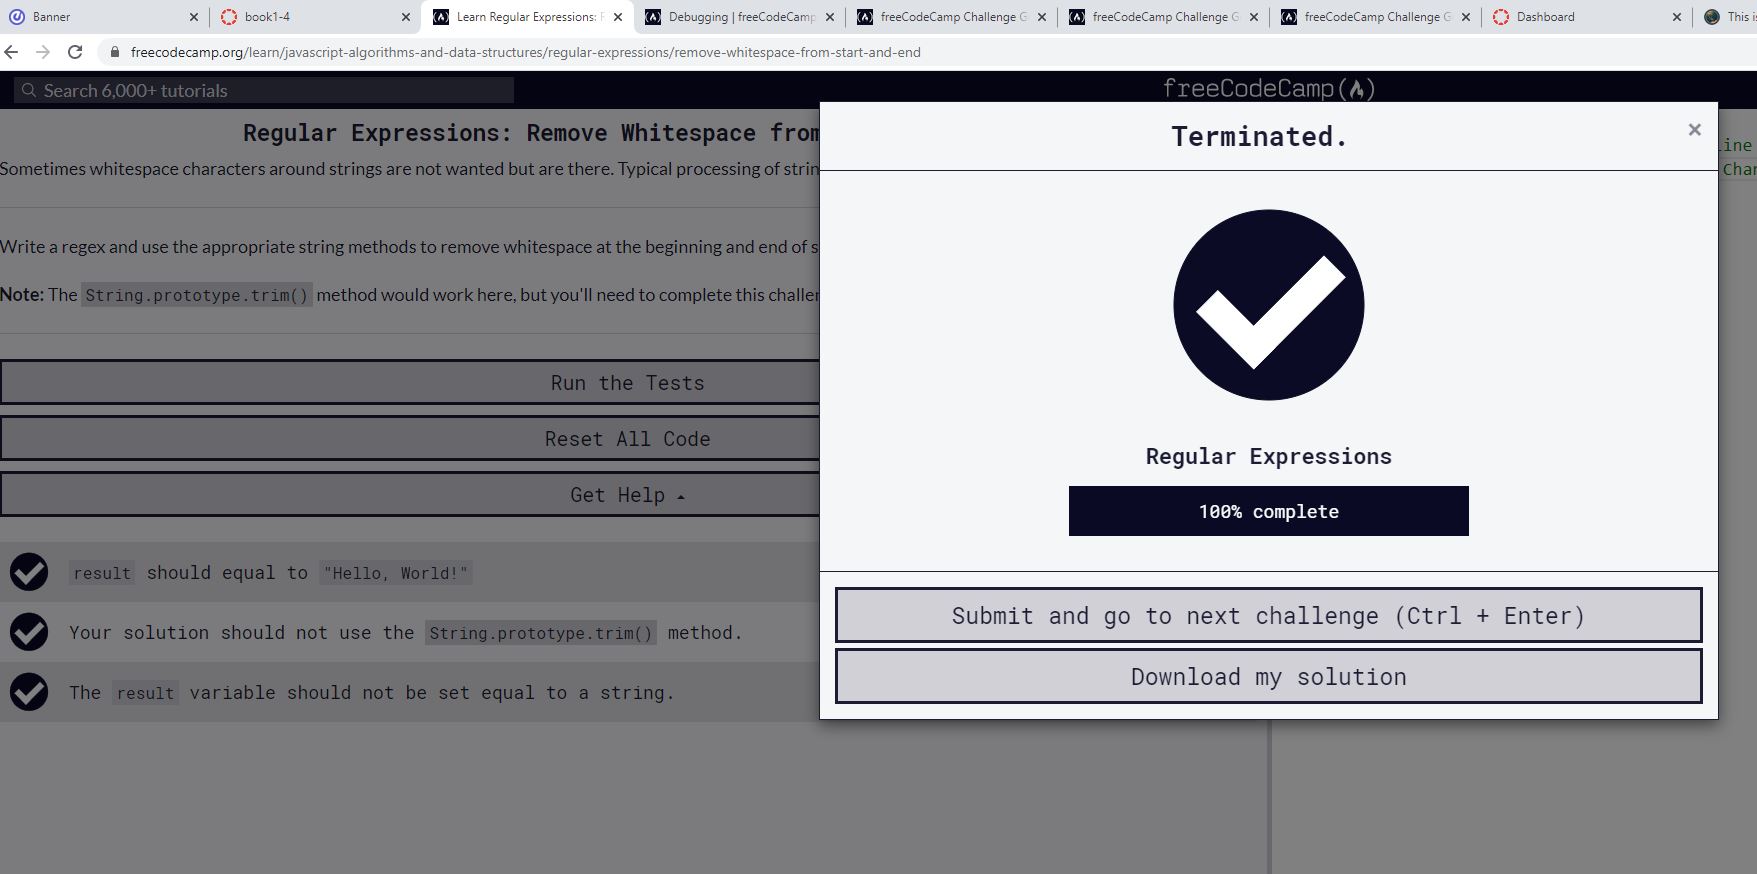 Banner
book1-4
Learn Regular Expressions: R
Debugging | freeCodeCamp
freeCodeCamp Challenge G
freeCodeCamp Challenge G
freeCodeCamp Challenge G
Dashboard
This is
freecodecamp.org/learn/javascript-algorithms-and-data-structures/regular-expressions/remove-whitespace-from-start-and-end
Search 6,000+ tutorials
freeCodeCamp
Regular Expressions: Remove Whitespace from
Sometimes whitespace characters around strings are not wanted but are there. Typical processing of strin
Write a regex and use the appropriate string methods to remove whitespace at the beginning and end of s
Note: The String.prototype.trim() method would work here, but you'll need to complete this challen
Run the Tests
Reset All Code
Get Help
result should equal to "Hello, World!"
Your solution should not use the String.prototype.trim() method.
The result variable should not be set equal to a string.
Terminated.
×
Regular Expressions
100% complete
Submit and go to next challenge (Ctrl + Enter)
Download my solution
line
Chan